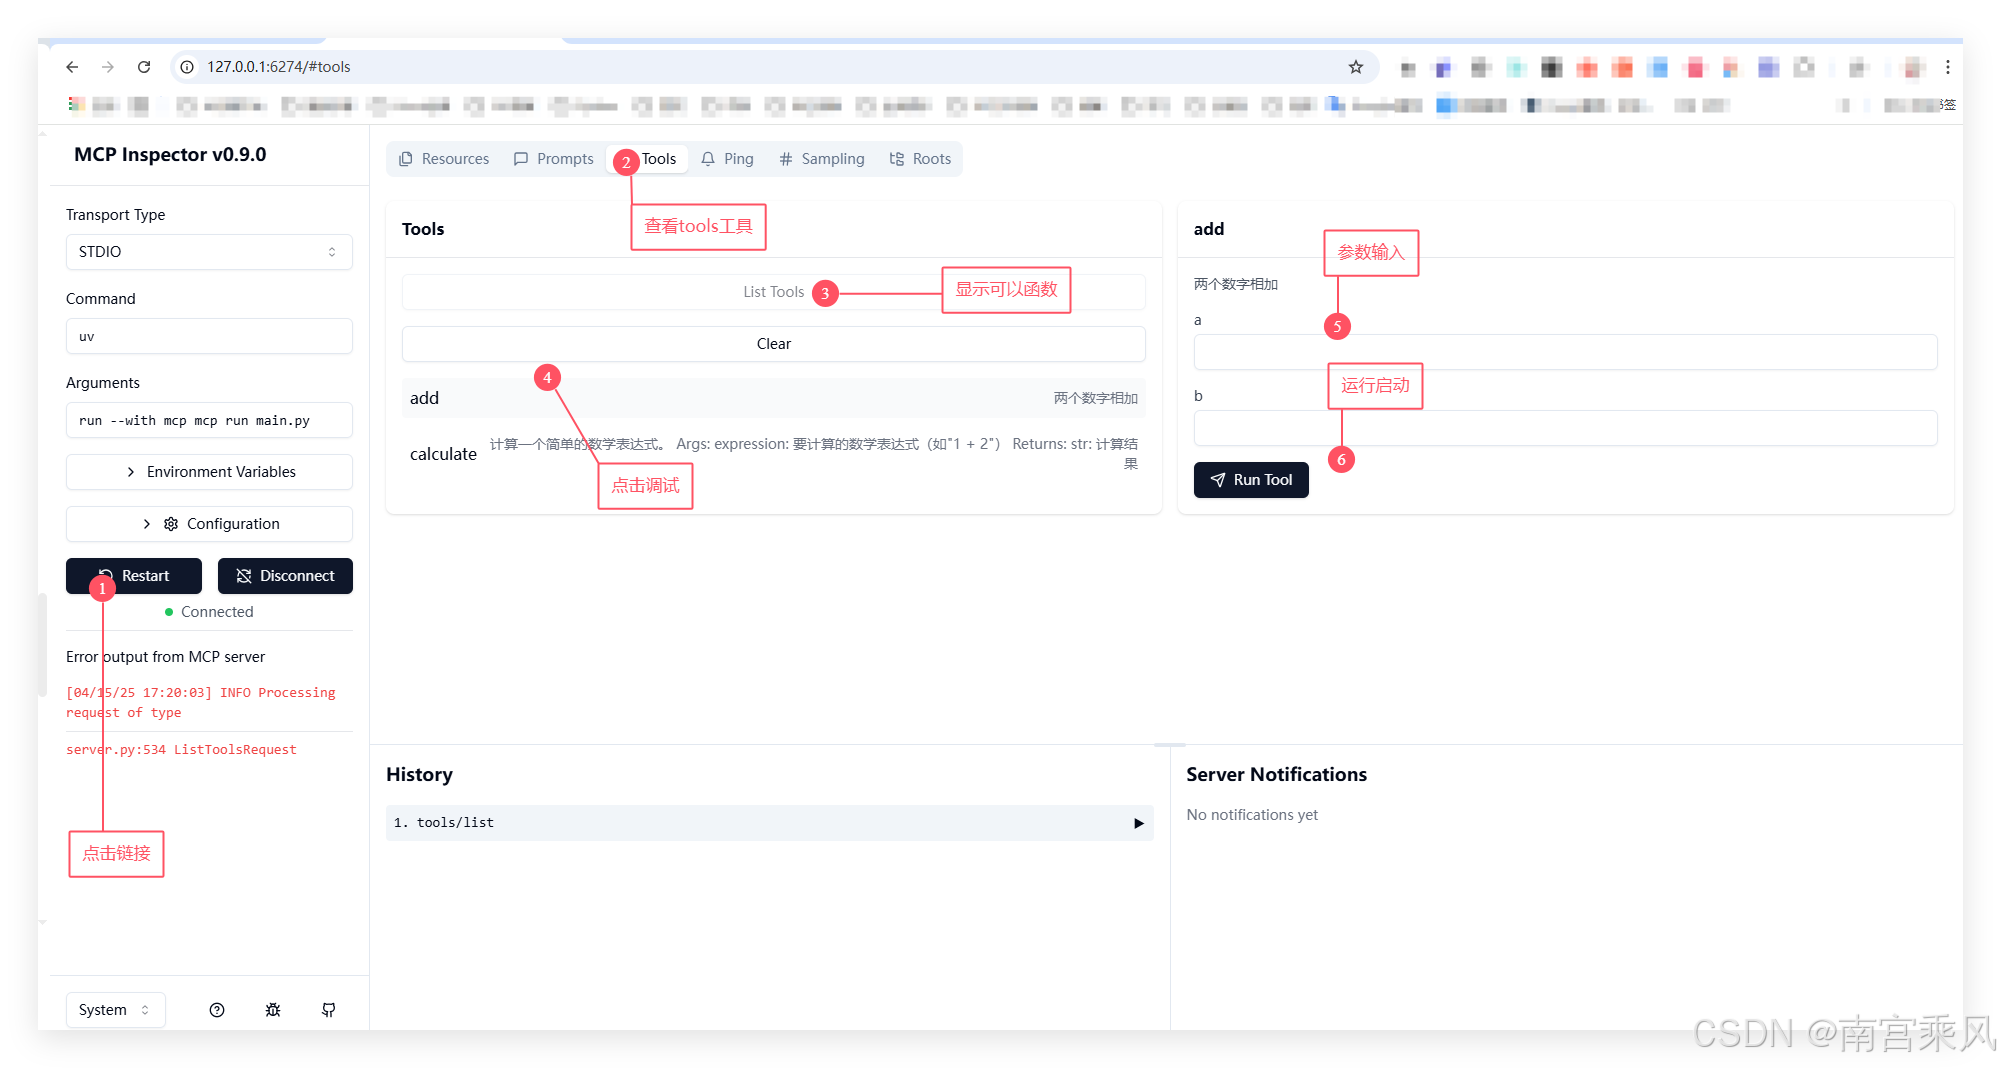 127.0.0.1:6274/#tools
书签
MCP Inspector v0.9.0
Transport Type
STDIO
Command
uv
Arguments
run --with mcp mcp run main.py
Environment Variables
Configuration
Restart
Disconnect
1
Connected
Error output from MCP server
[04/15/25 17:20:03] INFO Processing
request of type
server.py:534 ListToolsRequest
点击链接
System
Resources
Prompts
2
Tools
Ping
Sampling
Roots
查看tools工具
Tools
List Tools
3
显示可以函数
Clear
4
add
两个数字相加
calculate
计算一个简单的数学表达式。 Args: expression: 要计算的数学表达式（如"1 + 2"） Returns: str: 计算结
果
点击调试
add
参数输入
两个数字相加
a
5
运行启动
b
6
Run Tool
History
1. tools/list
Server Notifications
No notifications yet
CSDN @南宫乘风